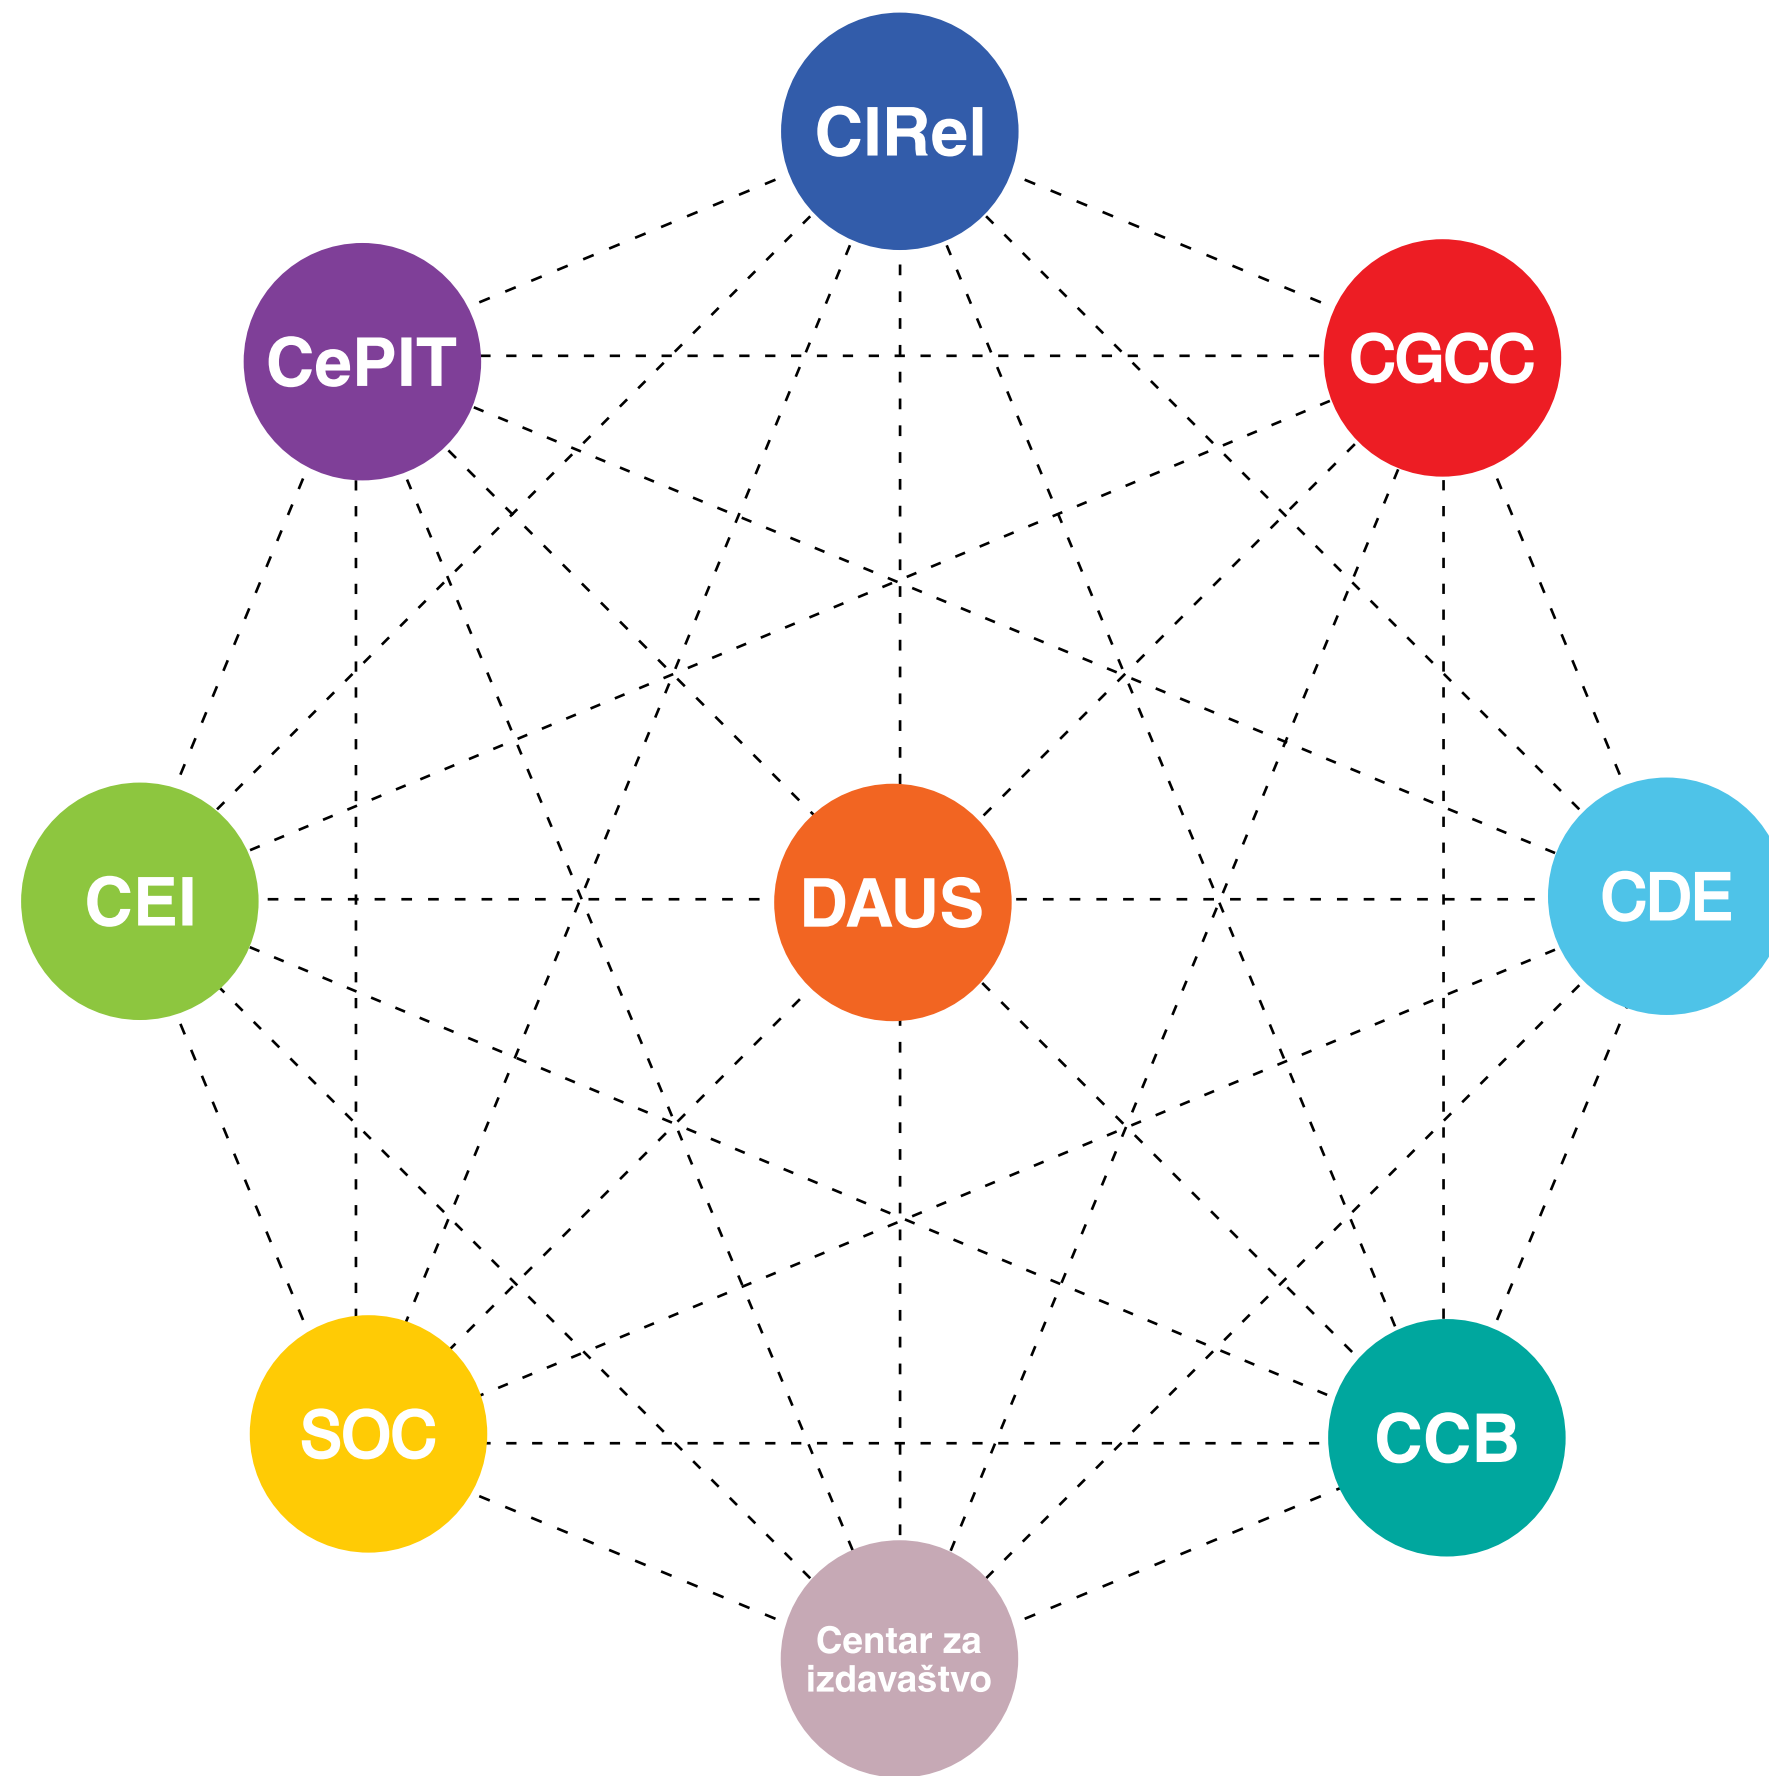 CIRel
CePIT
CGCC
CEI
DAUS
CDE
SOC
CCB
Centar za
izdavaštvo